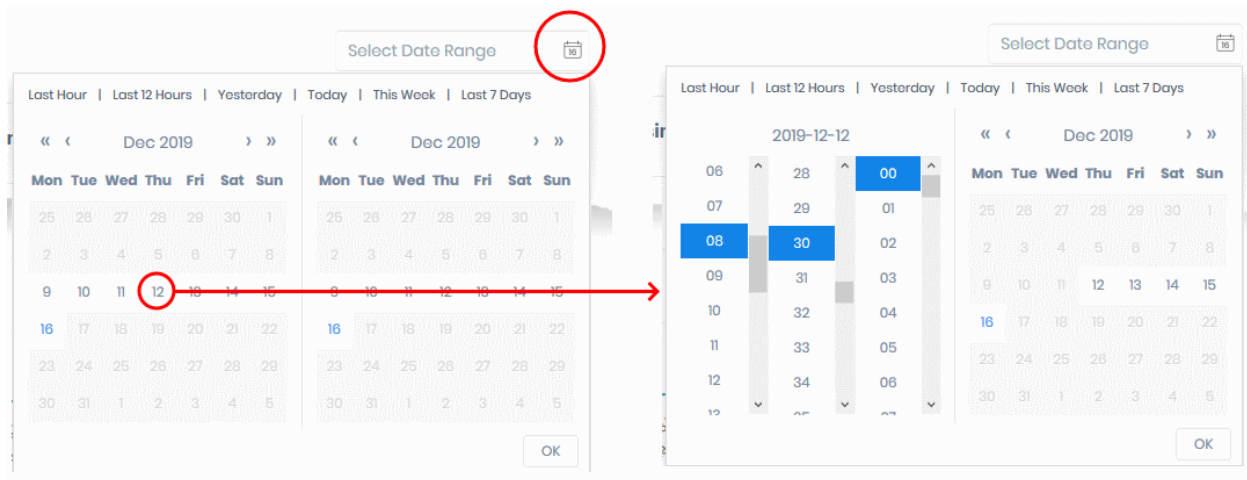 Select Date Range 16
Last Hour | Last 12 Hours | Yesterday | Today | This Week | Last 7 Days
« ‹ Dec 2019 › »
Mon Tue Wed Thu Fri Sat Sun
25 26 27 28 29 30 1
2 3 4 5 6 7 8
9 10 11 12 13 14 15
16 17 18 19 20 21 22
23 24 25 26 27 28 29
30 31 1 2 3 4 5
« ‹ Dec 2019 › »
Mon Tue Wed Thu Fri Sat Sun
25 26 27 28 29 30 1
2 3 4 5 6 7 8
9 10 11 12 13 14 15
16 17 18 19 20 21 22
23 24 25 26 27 28 29
30 31 1 2 3 4 5
OK
Select Date Range 16
Last Hour | Last 12 Hours | Yesterday | Today | This Week | Last 7 Days
2019-12-12
06 28 00
07 29 01
08 30 02
09 31 03
10 32 04
11 33 05
12 34 06
« ‹ Dec 2019 › »
Mon Tue Wed Thu Fri Sat Sun
25 26 27 28 29 30 1
2 3 4 5 6 7 8
9 10 11 12 13 14 15
16 17 18 19 20 21 22
23 24 25 26 27 28 29
30 31 1 2 3 4 5
OK